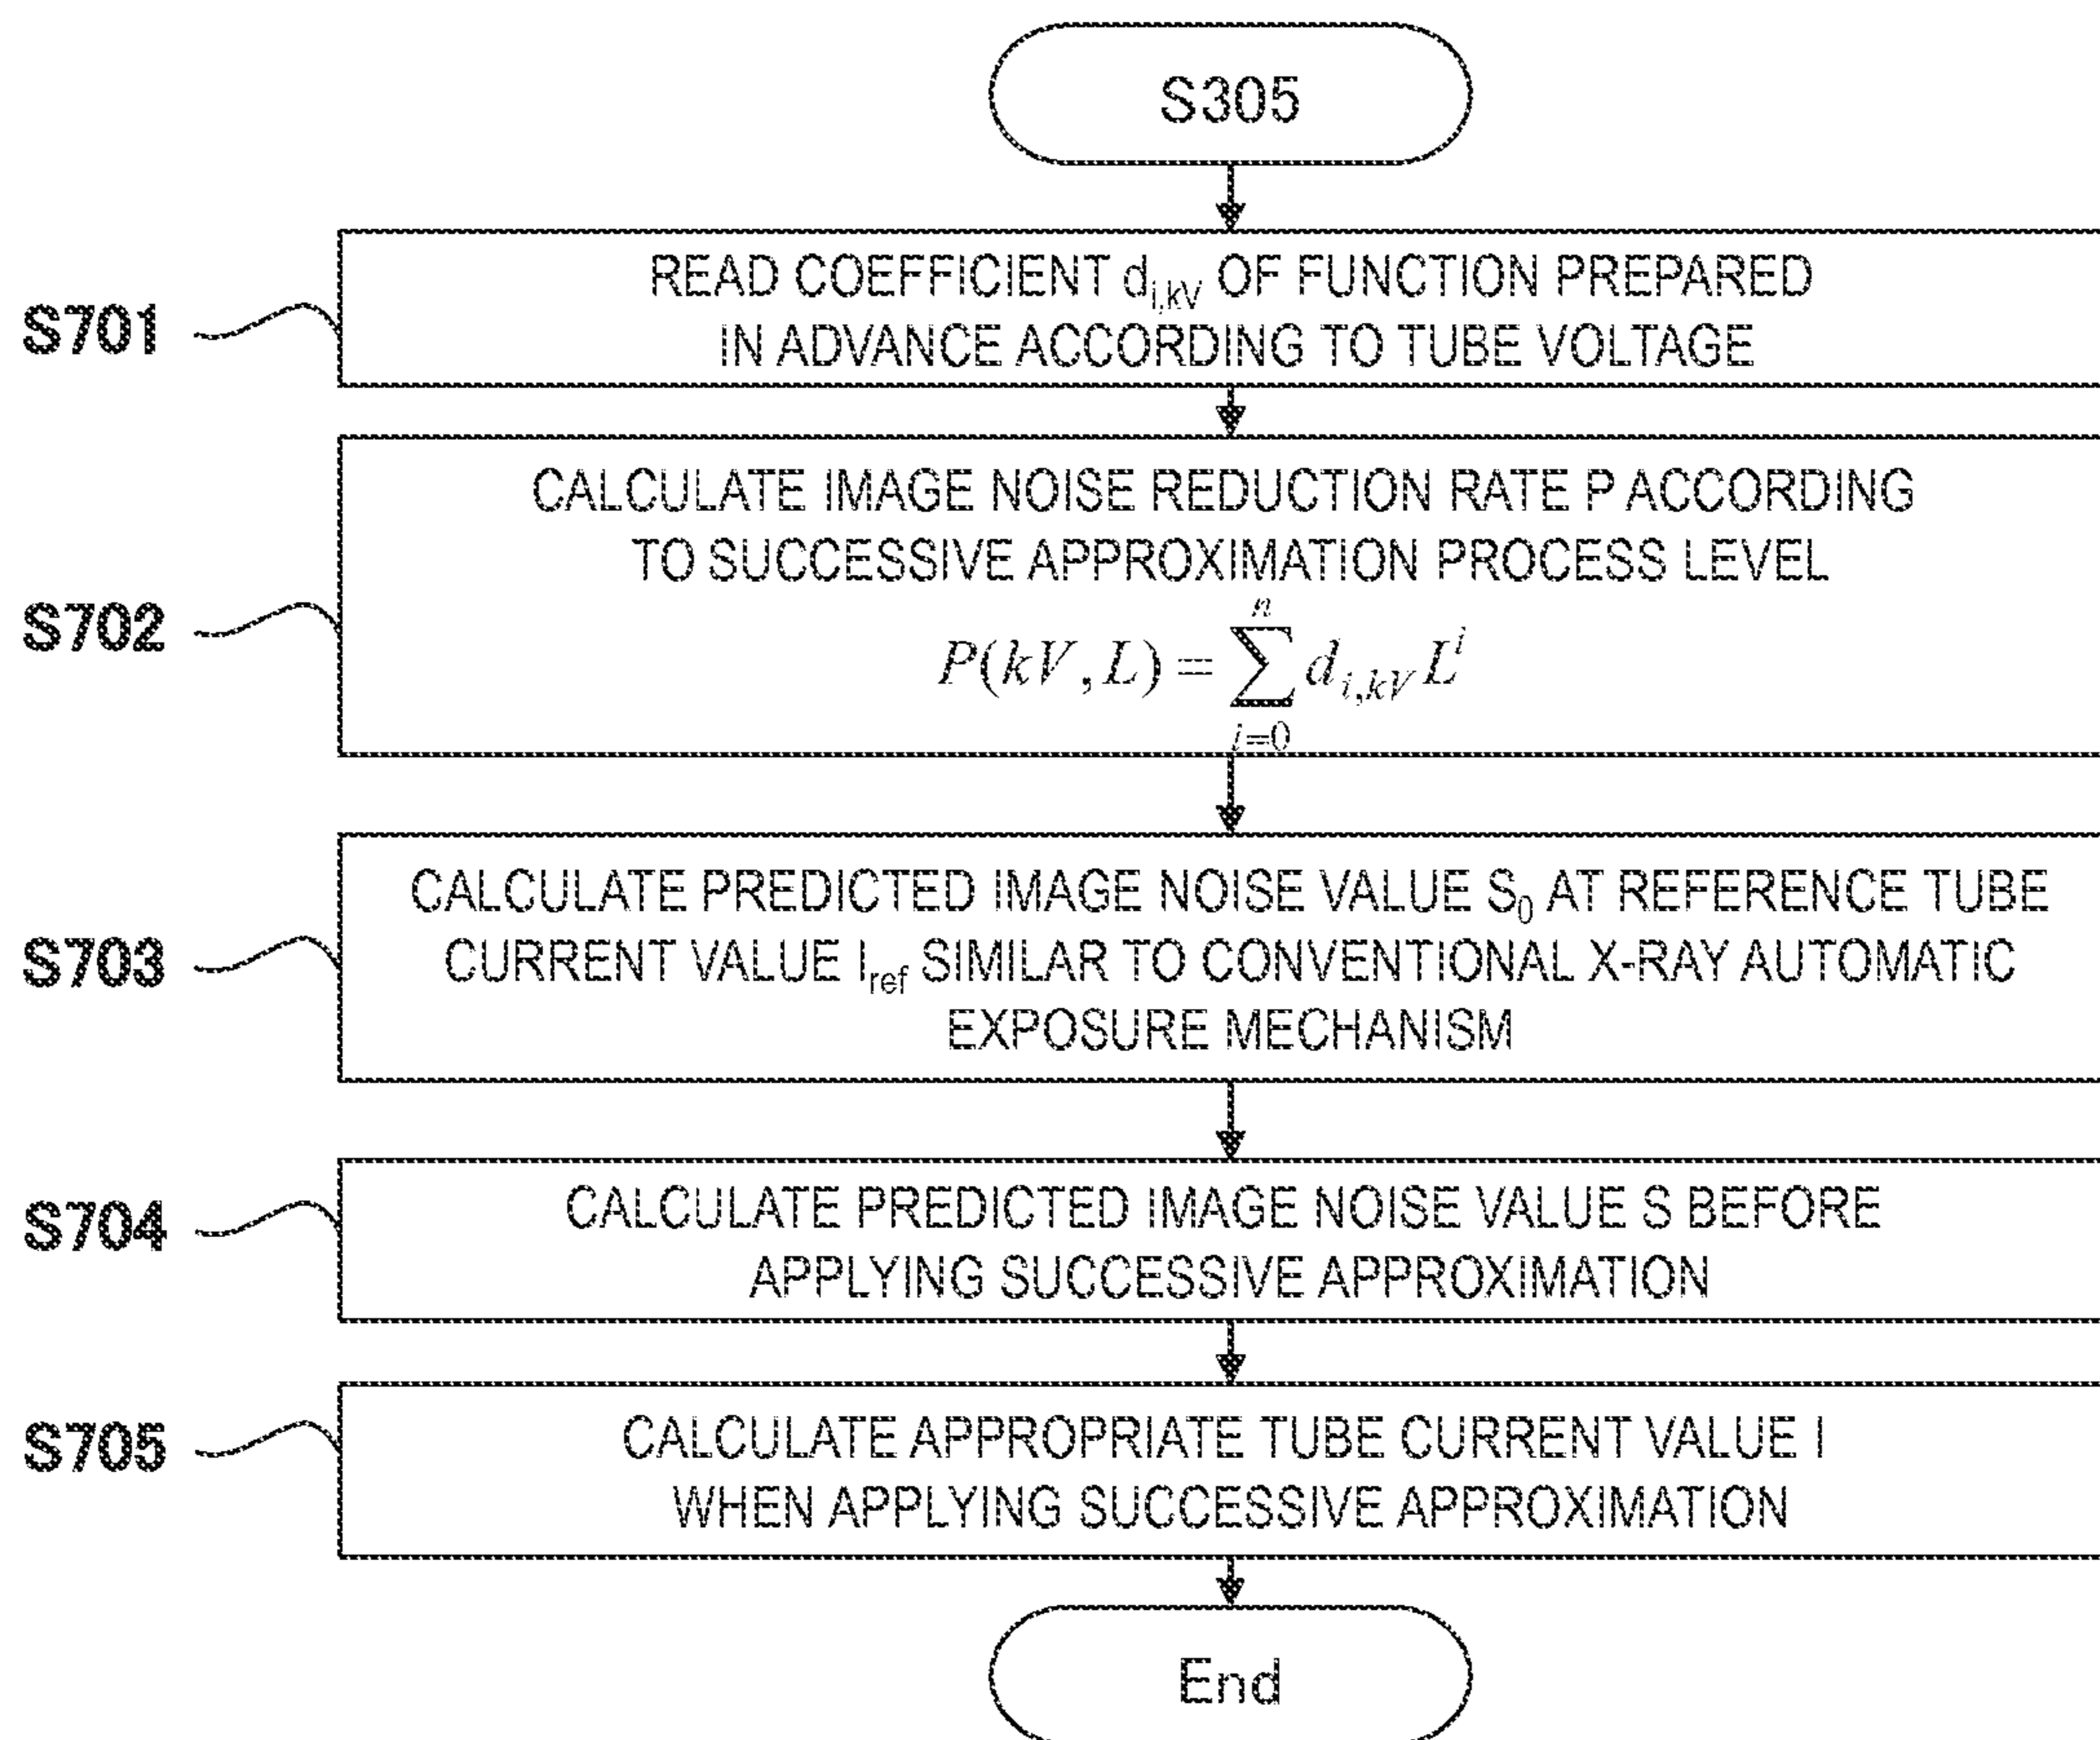 S305
S701
READ COEFFICIENT d_{i,kV} OF FUNCTION PREPARED
IN ADVANCE ACCORDING TO TUBE VOLTAGE
S702
CALCULATE IMAGE NOISE REDUCTION RATE P ACCORDING
TO SUCCESSIVE APPROXIMATION PROCESS LEVEL
P(kV,L) = \sum_{i=0}^{n} d_{i,kV} L^{i}
S703
CALCULATE PREDICTED IMAGE NOISE VALUE S_0 AT REFERENCE TUBE
CURRENT VALUE I_{ref} SIMILAR TO CONVENTIONAL X-RAY AUTOMATIC
EXPOSURE MECHANISM
S704
CALCULATE PREDICTED IMAGE NOISE VALUE S BEFORE
APPLYING SUCCESSIVE APPROXIMATION
S705
CALCULATE APPROPRIATE TUBE CURRENT VALUE I
WHEN APPLYING SUCCESSIVE APPROXIMATION
End